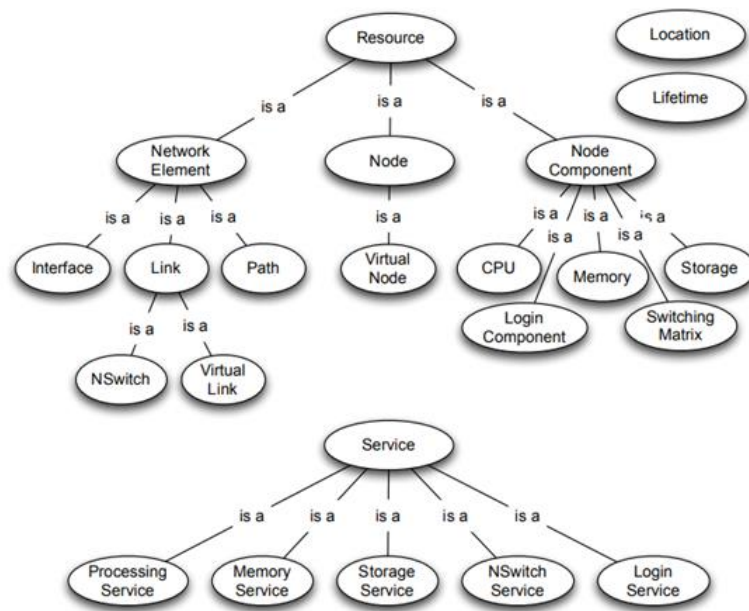 Resource
Location
Lifetime
is a
is a
is a
Network
Element
Node
Node
Component
is a
is a
is a
is a
is a
is a
is a
is a
is a
Interface
Link
Path
Virtual
Node
CPU
Memory
Storage
Login
Component
Switching
Matrix
is a
is a
NSwitch
Virtual
Link
Service
is a
is a
is a
is a
is a
Processing
Service
Memory
Service
Storage
Service
NSwitch
Service
Login
Service